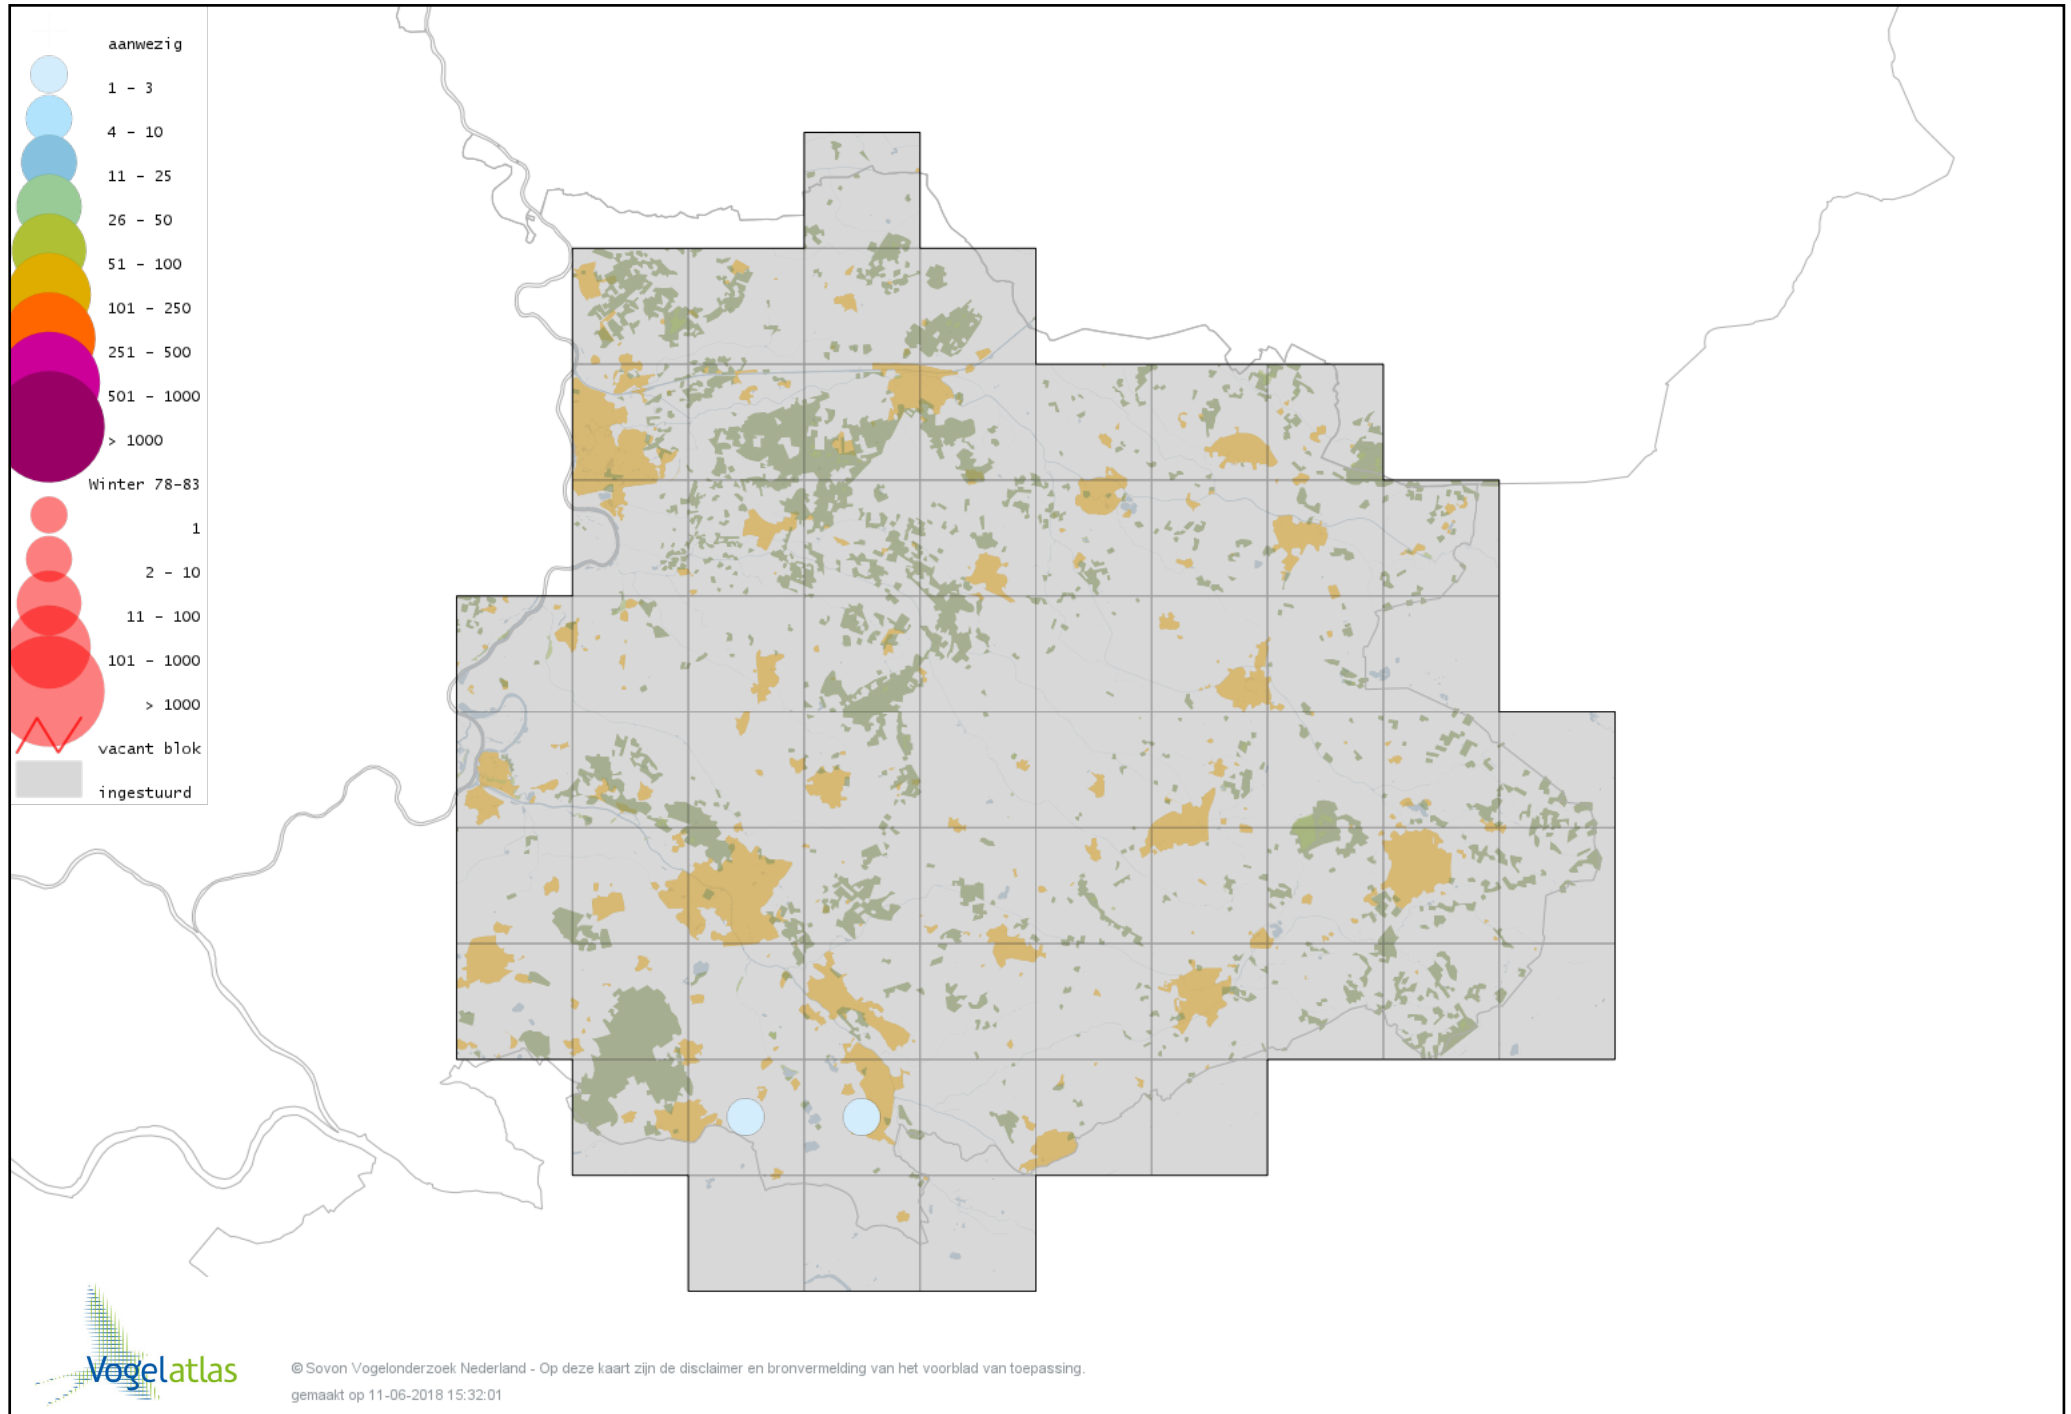 aanwezig
1 - 3
4 - 10
11 - 25
26 - 50
51 - 100
101 - 250
251 - 500
501 - 1000
> 1000
Winter 78-83
1
2 - 10
11 - 100
101 - 1000
> 1000
vacant blok
ingestuurd
Vogelatlas
© Sovon Vogelonderzoek Nederland - Op deze kaart zijn de disclaimer en bronvermelding van het voorblad van toepassing.
gemaakt op 11-06-2018 15:32:01